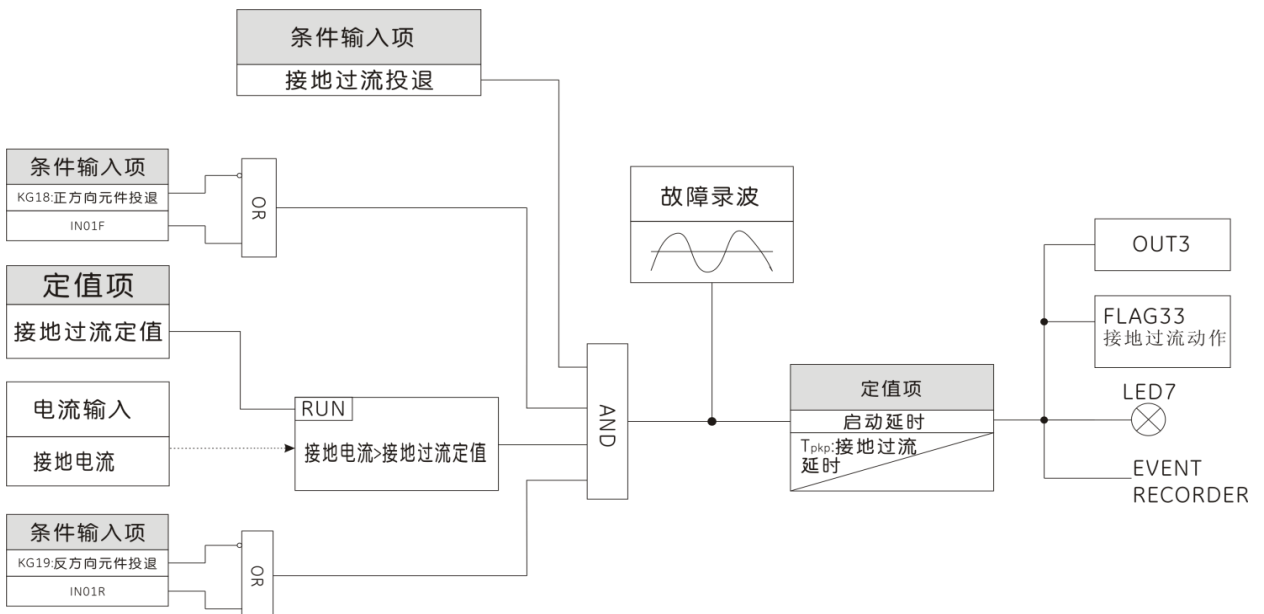 条件输入项
接地过流投退
条件输入项
KG18:正方向元件投退
IN01F
OR
定值项
接地过流定值
电流输入
接地电流
RUN
接地电流>接地过流定值
条件输入项
KG19:反方向元件投退
IN01R
OR
AND
故障录波
定值项
启动延时
Tpkp:接地过流
延时
OUT3
FLAG33
接地过流动作
LED7
EVENT
RECORDER